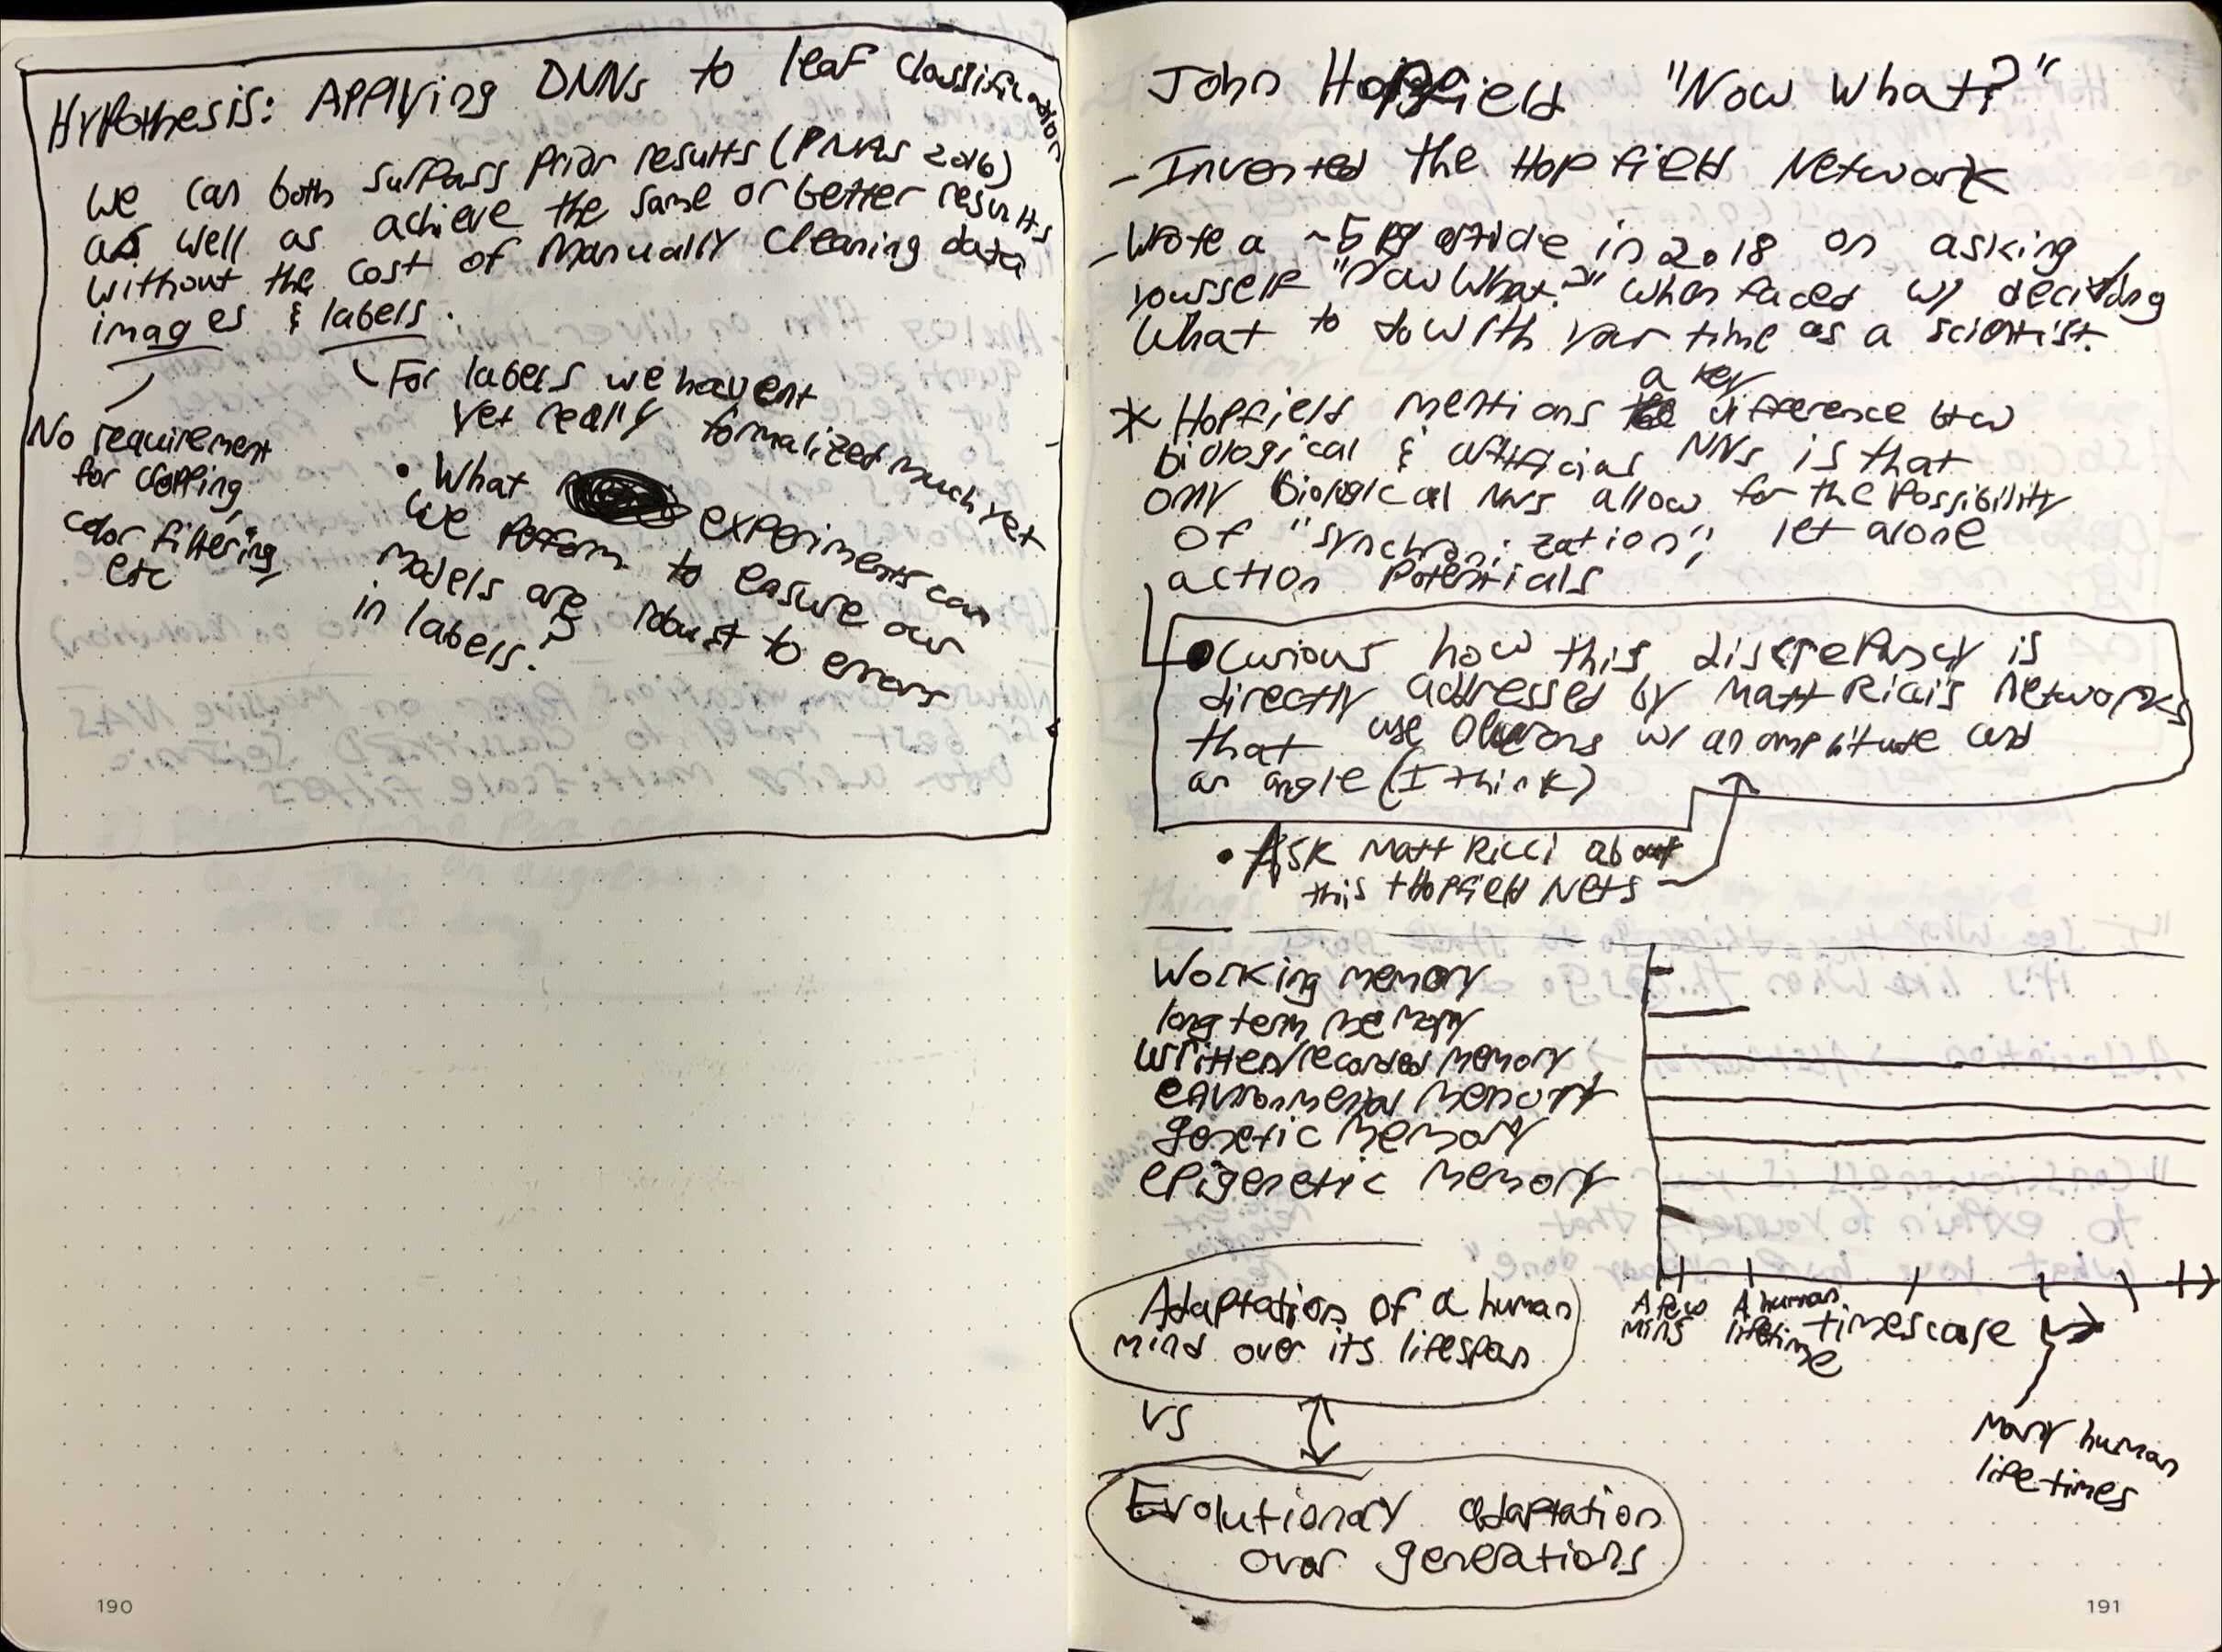 Hypothesis: Applying DNNs to leaf classification
we can both surpass prior results (PNAS 2016)
as well as achieve the same or better results
without the cost of manually cleaning data
images & labels.
No requirement
for cropping,
color filtering,
etc
For labels we havent
yet really formalized much yet
• What experiments can
we perform to ensure our
models are robust to errors
in labels?
190
John Hopfield "Now What?"
- Invented the Hopfield Network
- Wrote a ~5 pg article in 2018 on asking
yourself "Now What?" when faced w/ deciding
what to do with your time as a scientist.
a key
* Hopfield mentions difference btw
biological & artificial NNs is that
only biological NNs allow for the possibility
of "synchronization", let alone
action potentials
• Curious how this discrepancy is
directly addressed by Matt Ricci's networks
that use neurons w/ an amplitude and
an angle (I think)
• Ask Matt Ricci about
this + Hopfield Nets
Working memory
long term memory
written/recorded memory
environmental memory
genetic memory
epigenetic memory
A few
mins
A human
lifetime
timescale →
many human
lifetimes
Adaptation of a human
mind over its lifespan
vs
Evolutionary adaptation
over generations
191